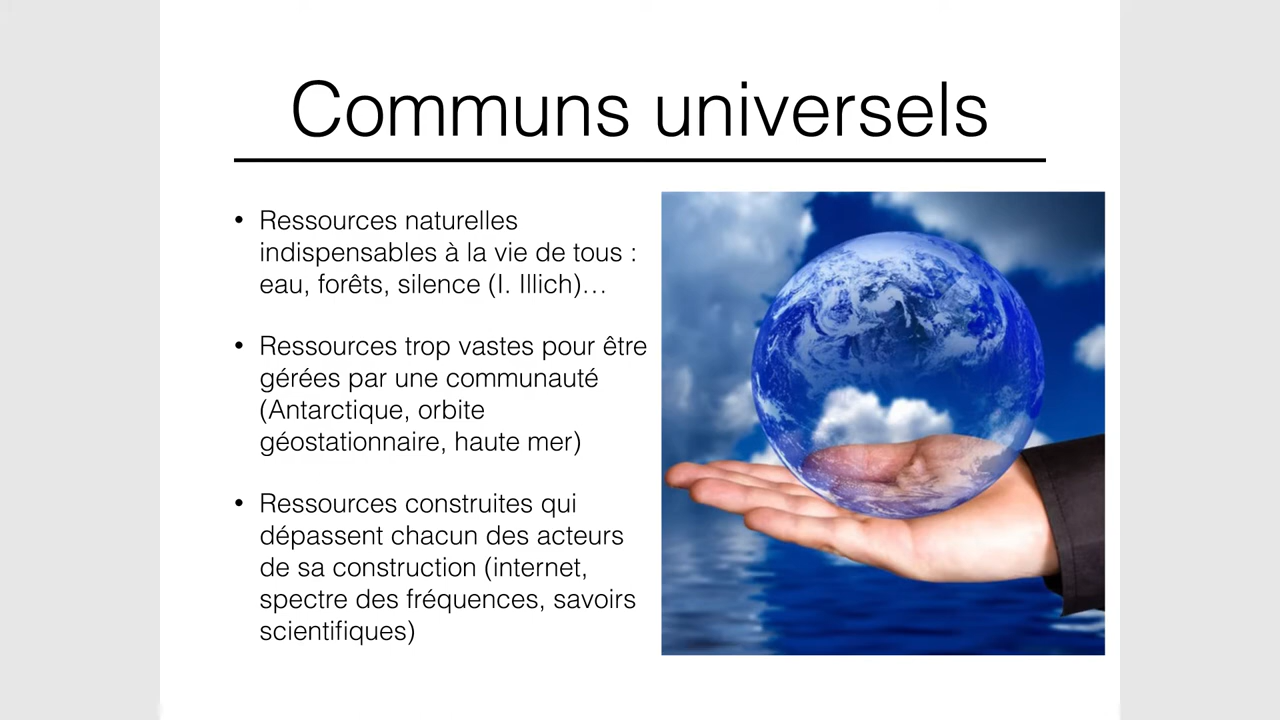 Communs universels
• Ressources naturelles
indispensables à la vie de tous :
eau, forêts, silence (I. Illich)…
• Ressources trop vastes pour être
gérées par une communauté
(Antarctique, orbite
géostationnaire, haute mer)
• Ressources construites qui
dépassent chacun des acteurs
de sa construction (internet,
spectre des fréquences, savoirs
scientifiques)